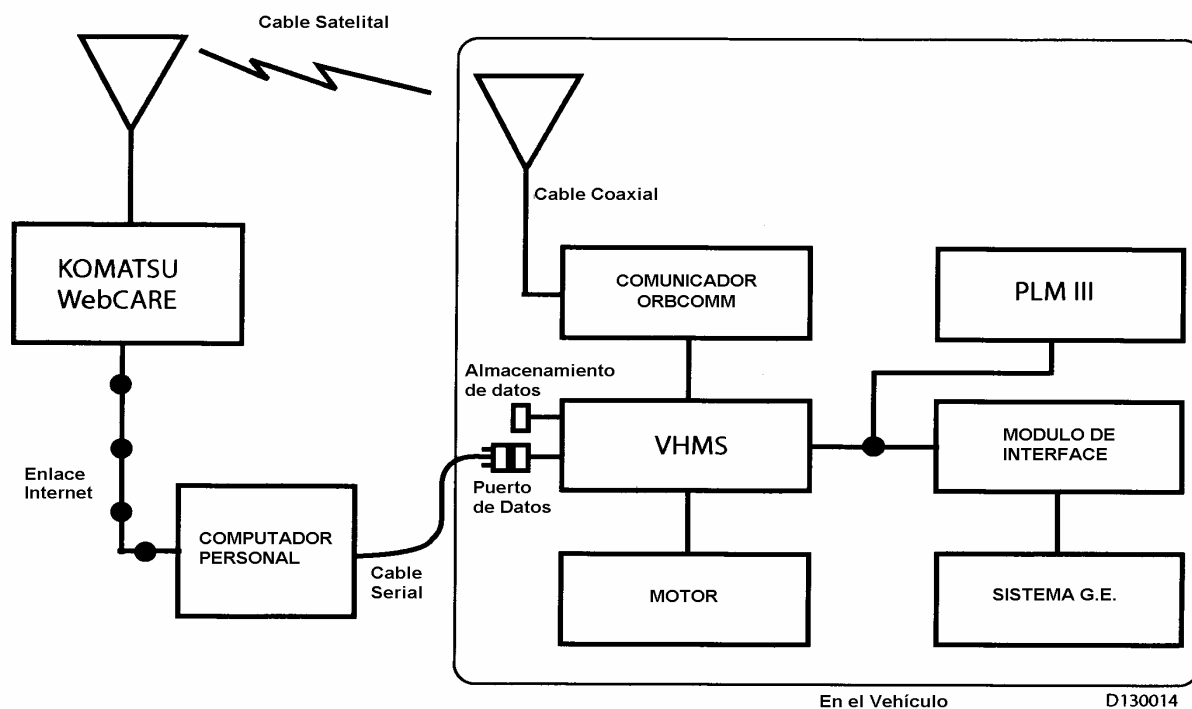 Cable Satelital
Cable Coaxial
KOMATSU
WebCARE
COMUNICADOR
ORBCOMM
PLM III
Almacenamiento
de datos
VHMS
MODULO DE
INTERFACE
Enlace
Internet
Puerto
de Datos
COMPUTADOR
PERSONAL
Cable
Serial
MOTOR
SISTEMA G.E.
En el Vehículo
D130014